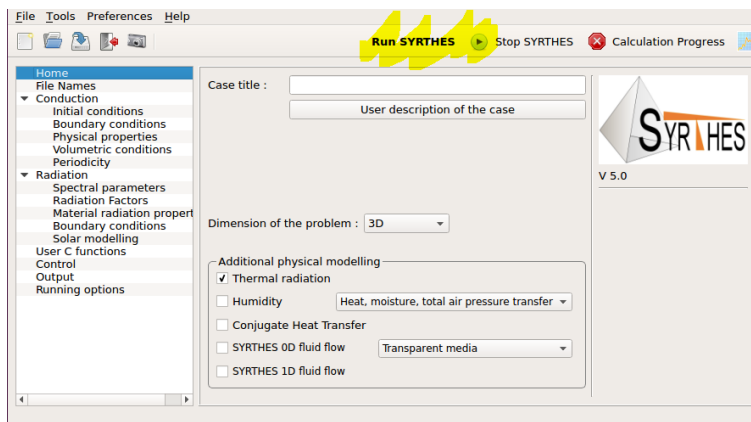 File Tools Preferences Help
Run SYRTHES Stop SYRTHES Calculation Progress
Home
File Names
Conduction
Initial conditions
Boundary conditions
Physical properties
Volumetric conditions
Periodicity
Radiation
Spectral parameters
Radiation Factors
Material radiation propert
Boundary conditions
Solar modelling
User C functions
Control
Output
Running options
Case title :
User description of the case
Dimension of the problem : 3D
Additional physical modelling
Thermal radiation
Humidity Heat, moisture, total air pressure transfer
Conjugate Heat Transfer
SYRTHES 0D fluid flow Transparent media
SYRTHES 1D fluid flow
SYRTHES
V 5.0